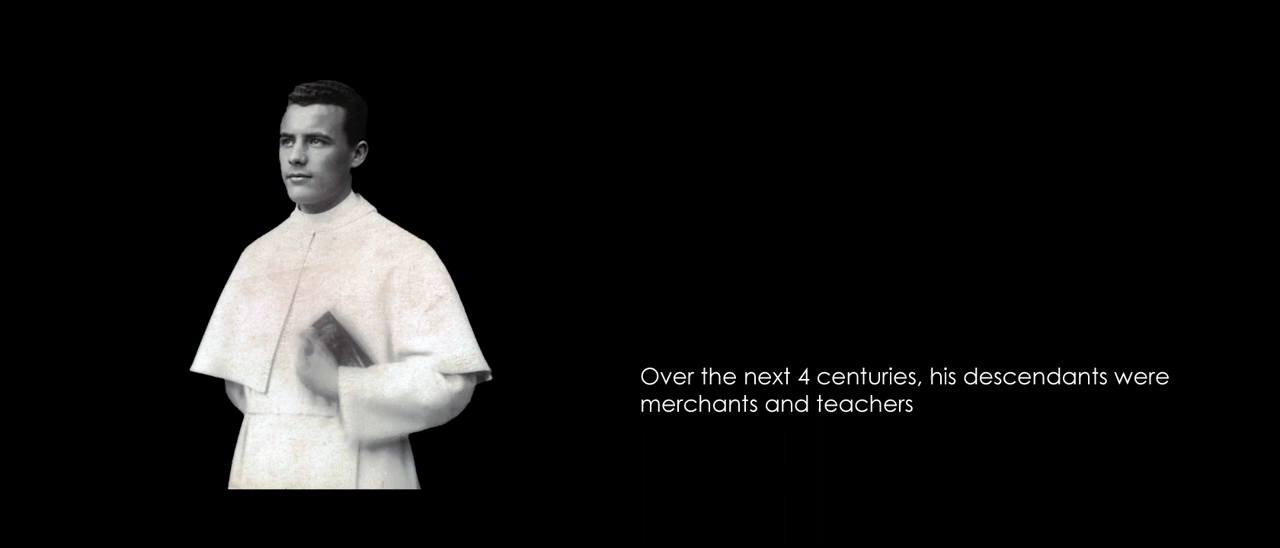 Over the next 4 centuries, his descendants were
merchants and teachers